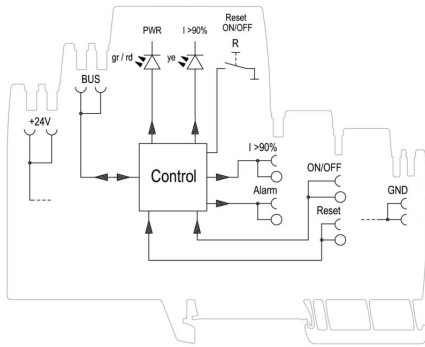 Reset
ON/OFF
PWR
I >90%
R
gr / rd
ye
BUS
+24V
Control
I >90%
Alarm
ON/OFF
Reset
GND